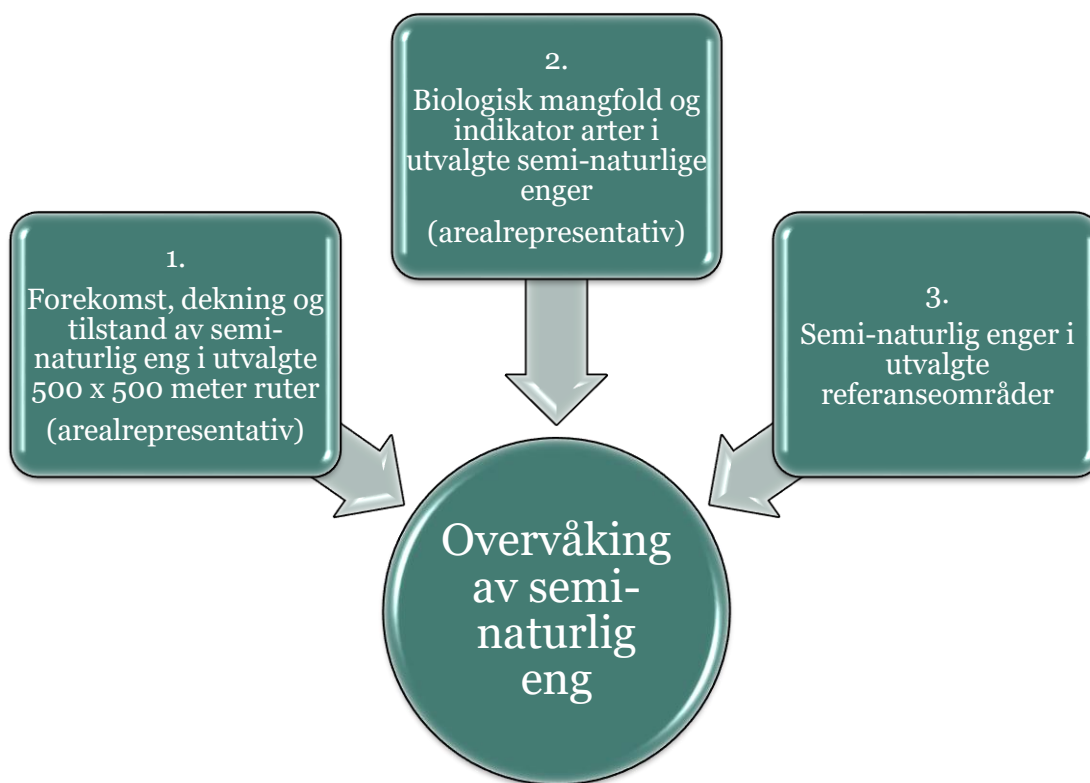 1.
Forekomst, dekning og
tilstand av semi-
naturlig eng i utvalgte
500 x 500 meter ruter
(arealrepresentativ)
2.
Biologisk mangfold og
indikator arter i
utvalgte semi-naturlige
enger
(arealrepresentativ)
3.
Semi-naturlig enger i
utvalgte
referanseområder
Overvåking
av semi-
naturlig
eng